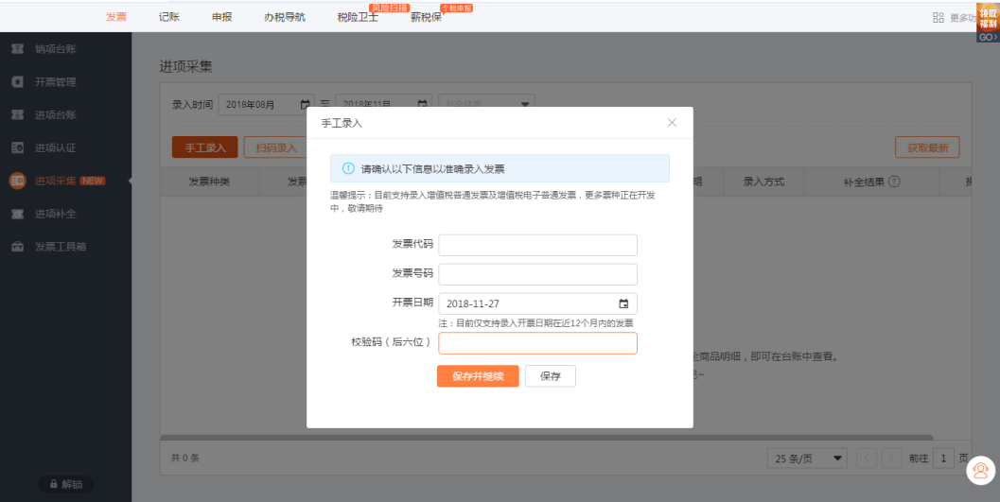 发票 记账 申报 办税导航 税险卫士 风险扫描 薪税保 个税申报 更多功
领取
福利
GO>
销项台账
开票管理
进项台账
进项认证
进项采集 NEW
进项补全
发票工具箱
解锁
进项采集
录入时间 2018年08月 至 2018年11月 补全结果
手工录入 扫码录入 获取最新
发票种类 发票 期 录入方式 补全结果 ?
手工录入
请确认以下信息以准确录入发票
温馨提示：目前支持录入增值税普通发票及增值税电子普通发票，更多票种正在开发
中，敬请期待
发票代码
发票号码
开票日期 2018-11-27
注：目前仅支持录入开票日期在近12个月内的发票
校验码（后六位）
保存并继续 保存
全商品明细，即可在台账中查看。
共 0 条 25 条/页 前往 1 页